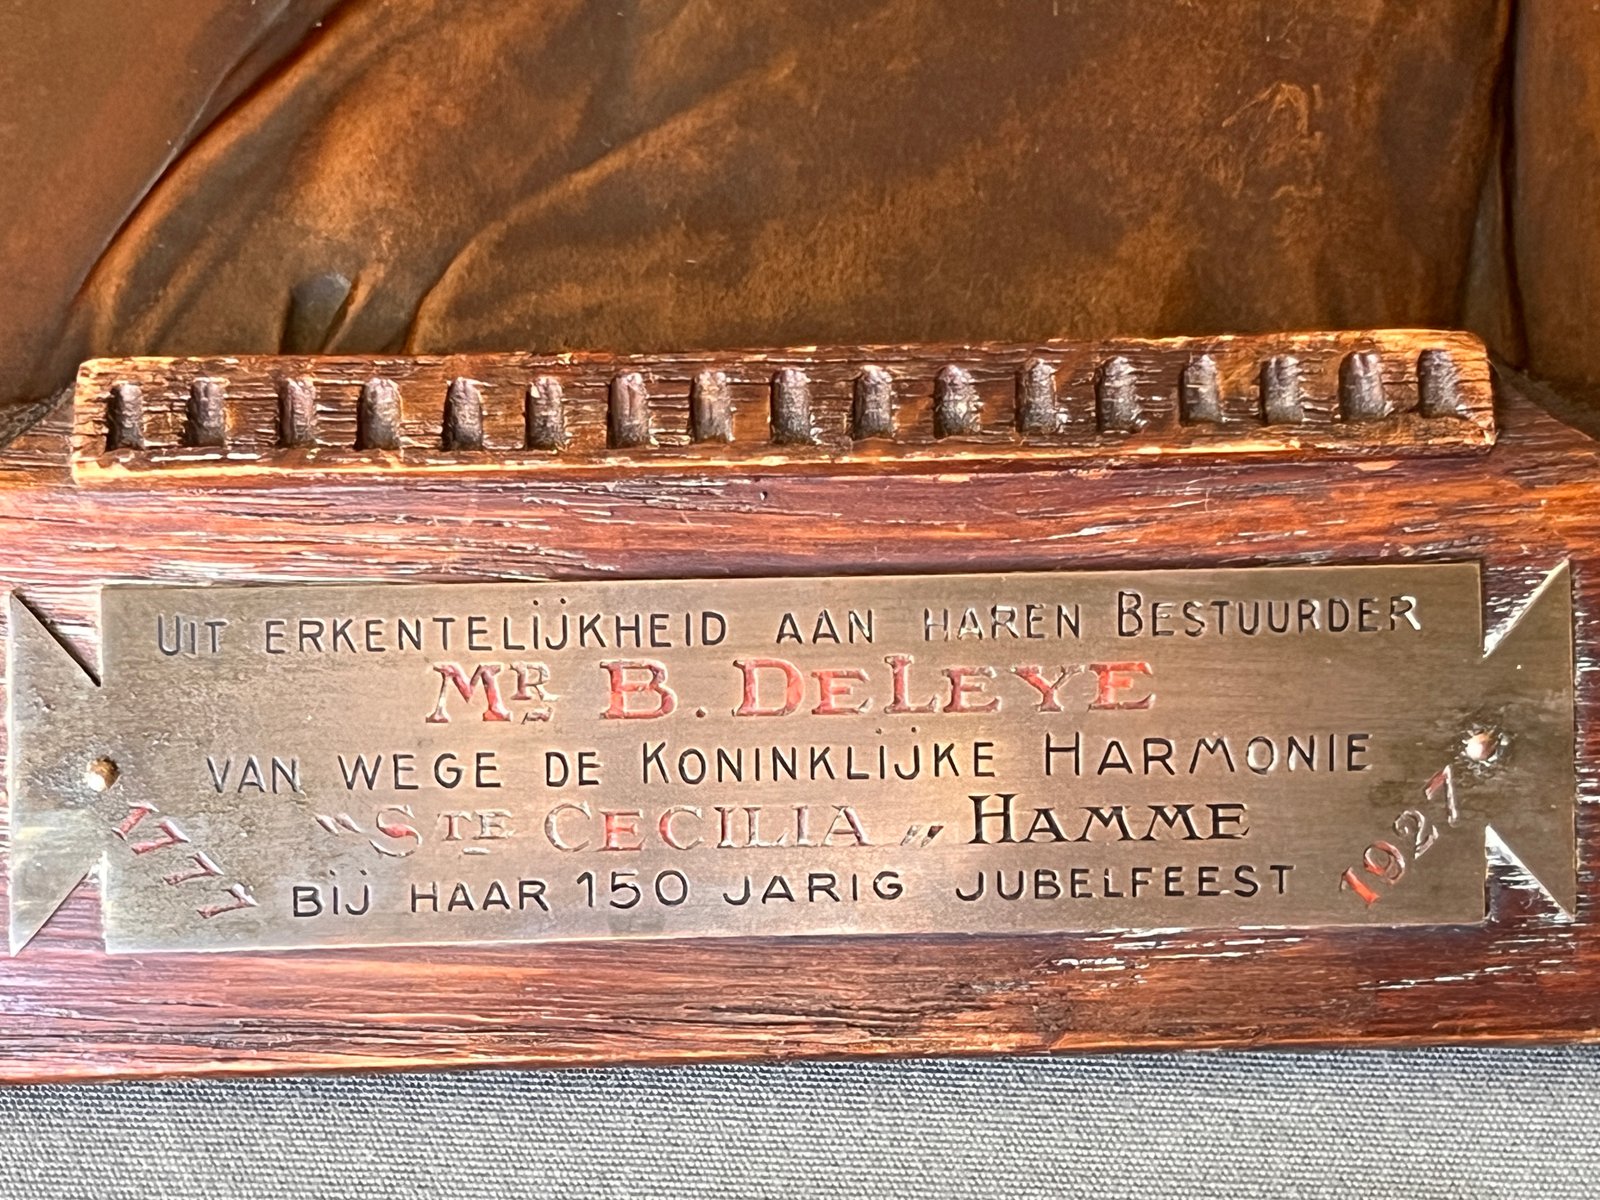 UIT ERKENTELIJKHEID AAN HAREN BESTUURDER
MR B. DELEYE
VAN WEGE DE KONINKLIJKE HARMONIE
"STE CECILIA„ HAMME
BIJ HAAR 150 JARIG JUBELFEEST
1777
1927